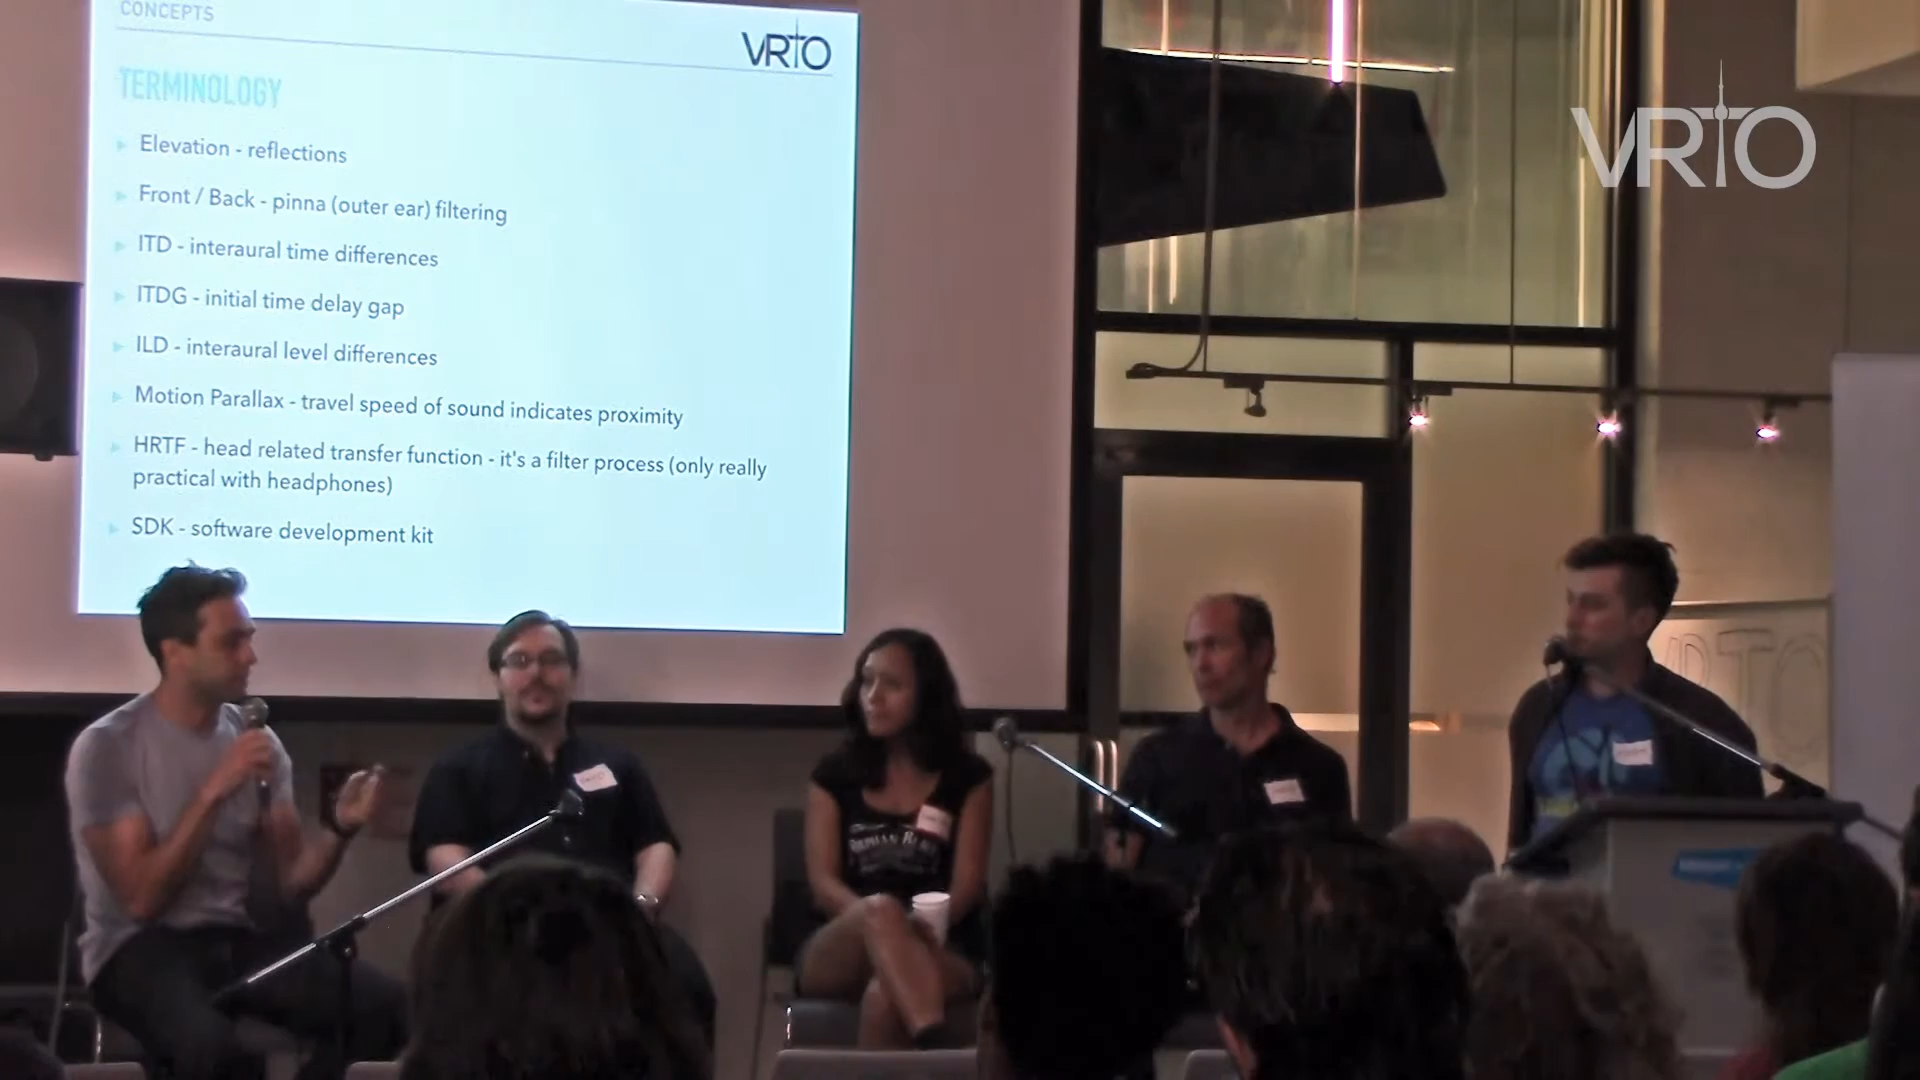 CONCEPTS
VRTO
TERMINOLOGY
Elevation - reflections
Front / Back - pinna (outer ear) filtering
ITD - interaural time differences
ITDG - initial time delay gap
ILD - interaural level differences
Motion Parallax - travel speed of sound indicates proximity
HRTF - head related transfer function - it's a filter process (only really
practical with headphones)
SDK - software development kit
VRTO
VRTO